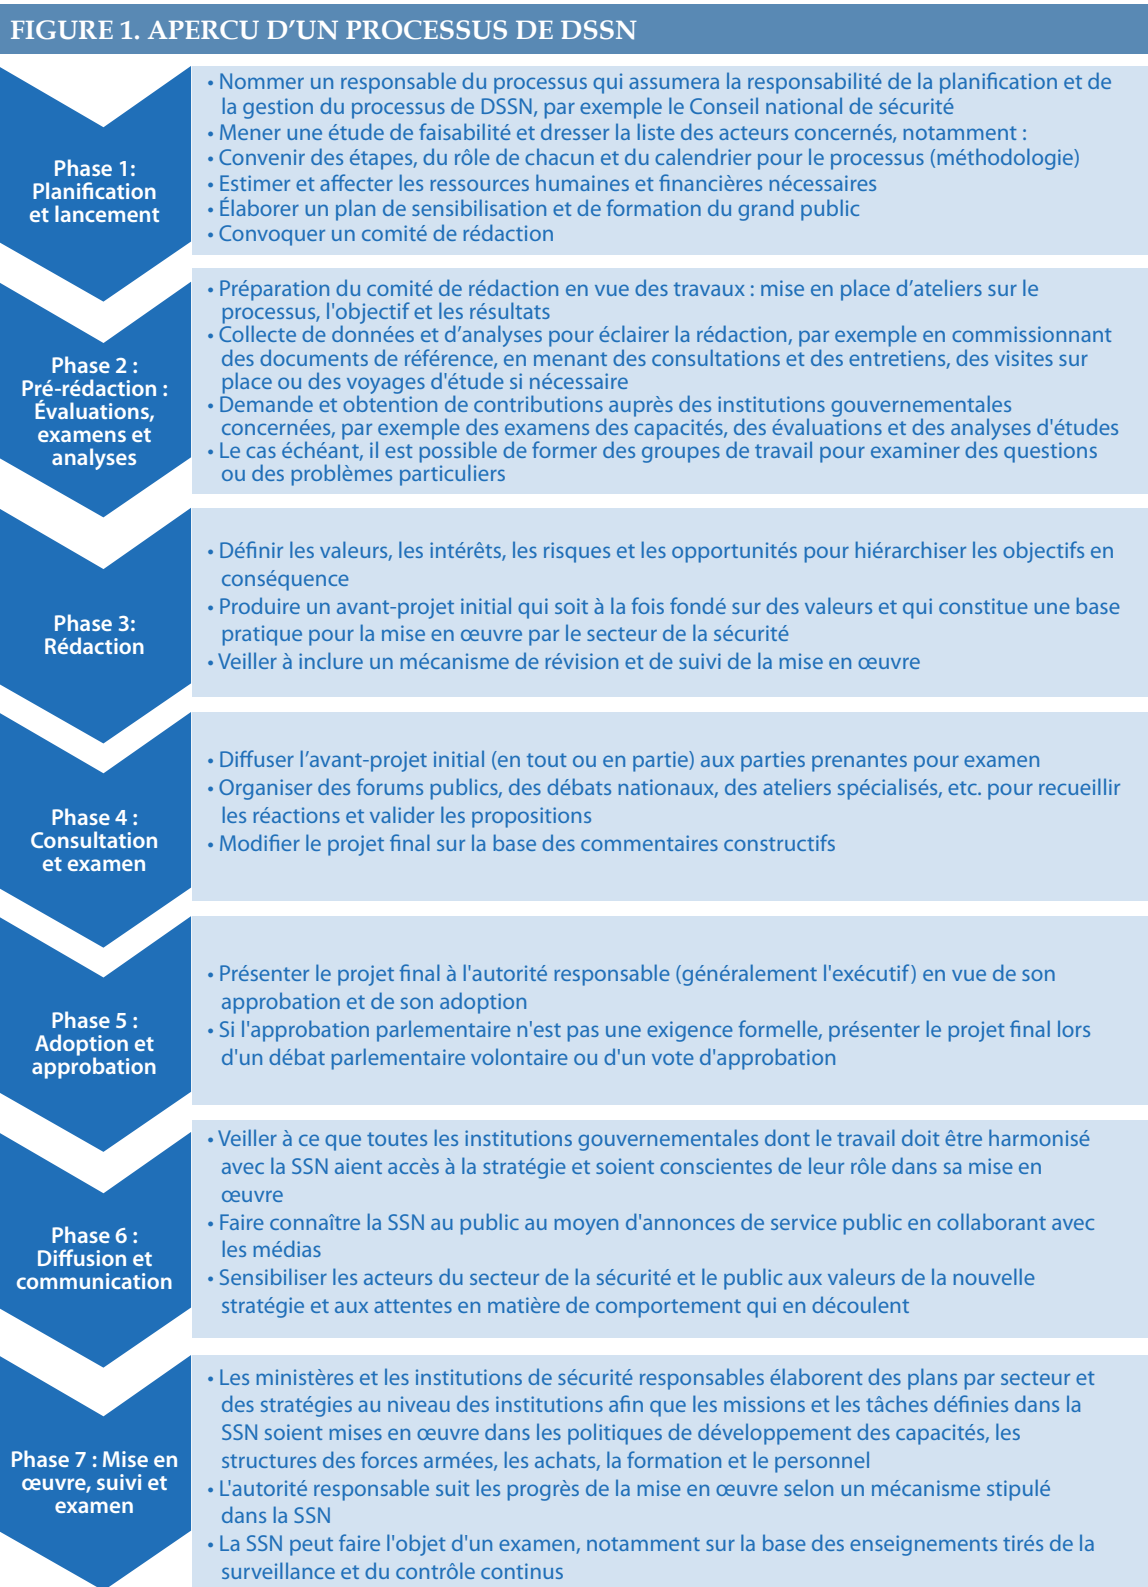 FIGURE 1. APERCU D’UN PROCESSUS DE DSSN
Phase 1:
Planification
et lancement
• Nommer un responsable du processus qui assumera la responsabilité de la planification et de
la gestion du processus de DSSN, par exemple le Conseil national de sécurité
• Mener une étude de faisabilité et dresser la liste des acteurs concernés, notamment :
• Convenir des étapes, du rôle de chacun et du calendrier pour le processus (méthodologie)
• Estimer et affecter les ressources humaines et financières nécessaires
• Élaborer un plan de sensibilisation et de formation du grand public
• Convoquer un comité de rédaction
Phase 2 :
Pré-rédaction :
Évaluations,
examens et
analyses
• Préparation du comité de rédaction en vue des travaux : mise en place d’ateliers sur le
processus, l'objectif et les résultats
• Collecte de données et d’analyses pour éclairer la rédaction, par exemple en commissionnant
des documents de référence, en menant des consultations et des entretiens, des visites sur
place ou des voyages d'étude si nécessaire
• Demande et obtention de contributions auprès des institutions gouvernementales
concernées, par exemple des examens des capacités, des évaluations et des analyses d'études
• Le cas échéant, il est possible de former des groupes de travail pour examiner des questions
ou des problèmes particuliers
Phase 3:
Rédaction
• Définir les valeurs, les intérêts, les risques et les opportunités pour hiérarchiser les objectifs en
conséquence
• Produire un avant-projet initial qui soit à la fois fondé sur des valeurs et qui constitue une base
pratique pour la mise en œuvre par le secteur de la sécurité
• Veiller à inclure un mécanisme de révision et de suivi de la mise en œuvre
Phase 4 :
Consultation
et examen
• Diffuser l’avant-projet initial (en tout ou en partie) aux parties prenantes pour examen
• Organiser des forums publics, des débats nationaux, des ateliers spécialisés, etc. pour recueillir
les réactions et valider les propositions
• Modifier le projet final sur la base des commentaires constructifs
Phase 5 :
Adoption et
approbation
• Présenter le projet final à l'autorité responsable (généralement l'exécutif) en vue de son
approbation et de son adoption
• Si l'approbation parlementaire n'est pas une exigence formelle, présenter le projet final lors
d'un débat parlementaire volontaire ou d'un vote d'approbation
Phase 6 :
Diffusion et
communication
• Veiller à ce que toutes les institutions gouvernementales dont le travail doit être harmonisé
avec la SSN aient accès à la stratégie et soient conscientes de leur rôle dans sa mise en
œuvre
• Faire connaître la SSN au public au moyen d'annonces de service public en collaborant avec
les médias
• Sensibiliser les acteurs du secteur de la sécurité et le public aux valeurs de la nouvelle
stratégie et aux attentes en matière de comportement qui en découlent
Phase 7 : Mise en
œuvre, suivi et
examen
• Les ministères et les institutions de sécurité responsables élaborent des plans par secteur et
des stratégies au niveau des institutions afin que les missions et les tâches définies dans la
SSN soient mises en œuvre dans les politiques de développement des capacités, les
structures des forces armées, les achats, la formation et le personnel
• L'autorité responsable suit les progrès de la mise en œuvre selon un mécanisme stipulé
dans la SSN
• La SSN peut faire l'objet d'un examen, notamment sur la base des enseignements tirés de la
surveillance et du contrôle continus